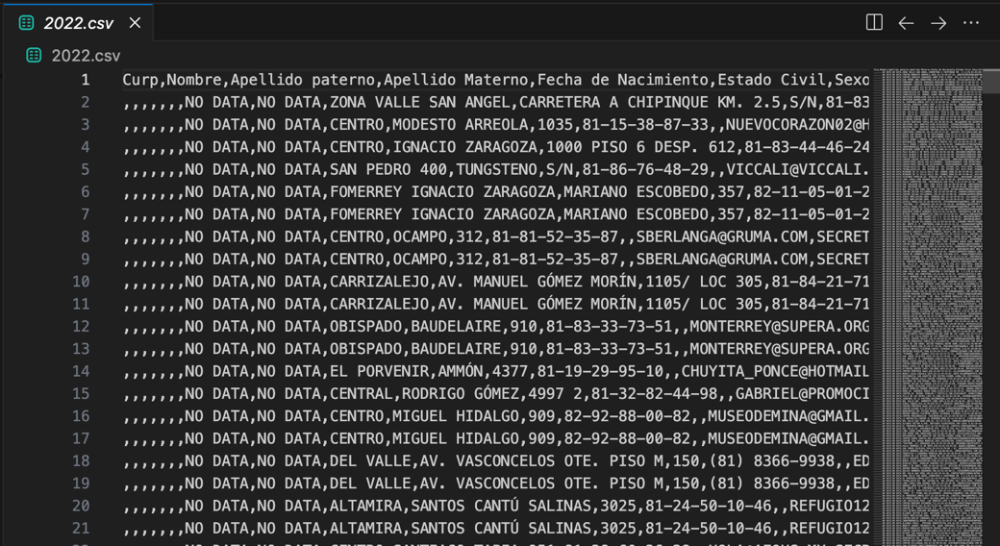 2022.csv
2022.csv
1 Curp,Nombre,Apellido paterno,Apellido Materno,Fecha de Nacimiento,Estado Civil,Sexo
2 ,,,,,,,NO DATA,NO DATA,ZONA VALLE SAN ANGEL,CARRETERA A CHIPINQUE KM. 2.5,S/N,81-83
3 ,,,,,,,NO DATA,NO DATA,CENTRO,MODESTO ARREOLA,1035,81-15-38-87-33,,NUEVOCORAZON02@H
4 ,,,,,,,NO DATA,NO DATA,CENTRO,IGNACIO ZARAGOZA,1000 PISO 6 DESP. 612,81-83-44-46-24
5 ,,,,,,,NO DATA,NO DATA,SAN PEDRO 400,TUNGSTENO,S/N,81-86-76-48-29,,VICCALI@VICCALI.
6 ,,,,,,,NO DATA,NO DATA,FOMERREY IGNACIO ZARAGOZA,MARIANO ESCOBEDO,357,82-11-05-01-2
7 ,,,,,,,NO DATA,NO DATA,FOMERREY IGNACIO ZARAGOZA,MARIANO ESCOBEDO,357,82-11-05-01-2
8 ,,,,,,,NO DATA,NO DATA,CENTRO,OCAMPO,312,81-81-52-35-87,,SBERLANGA@GRUMA.COM,SECRET
9 ,,,,,,,NO DATA,NO DATA,CENTRO,OCAMPO,312,81-81-52-35-87,,SBERLANGA@GRUMA.COM,SECRET
10 ,,,,,,,NO DATA,NO DATA,CARRIZALEJO,AV. MANUEL GÓMEZ MORÍN,1105/ LOC 305,81-84-21-71
11 ,,,,,,,NO DATA,NO DATA,CARRIZALEJO,AV. MANUEL GÓMEZ MORÍN,1105/ LOC 305,81-84-21-71
12 ,,,,,,,NO DATA,NO DATA,OBISPADO,BAUDELAIRE,910,81-83-33-73-51,,MONTERREY@SUPERA.ORG
13 ,,,,,,,NO DATA,NO DATA,OBISPADO,BAUDELAIRE,910,81-83-33-73-51,,MONTERREY@SUPERA.ORG
14 ,,,,,,,NO DATA,NO DATA,EL PORVENIR,AMMÓN,4377,81-19-29-95-10,,CHUYITA_PONCE@HOTMAIL
15 ,,,,,,,NO DATA,NO DATA,CENTRAL,RODRIGO GÓMEZ,4997 2,81-32-82-44-98,,GABRIEL@PROMOCI
16 ,,,,,,,NO DATA,NO DATA,CENTRO,MIGUEL HIDALGO,909,82-92-88-00-82,,MUSEODEMINA@GMAIL.
17 ,,,,,,,NO DATA,NO DATA,CENTRO,MIGUEL HIDALGO,909,82-92-88-00-82,,MUSEODEMINA@GMAIL.
18 ,,,,,,,NO DATA,NO DATA,DEL VALLE,AV. VASCONCELOS OTE. PISO M,150,(81) 8366-9938,,ED
19 ,,,,,,,NO DATA,NO DATA,DEL VALLE,AV. VASCONCELOS OTE. PISO M,150,(81) 8366-9938,,ED
20 ,,,,,,,NO DATA,NO DATA,ALTAMIRA,SANTOS CANTÚ SALINAS,3025,81-24-50-10-46,,REFUGIO12
21 ,,,,,,,NO DATA,NO DATA,ALTAMIRA,SANTOS CANTÚ SALINAS,3025,81-24-50-10-46,,REFUGIO12